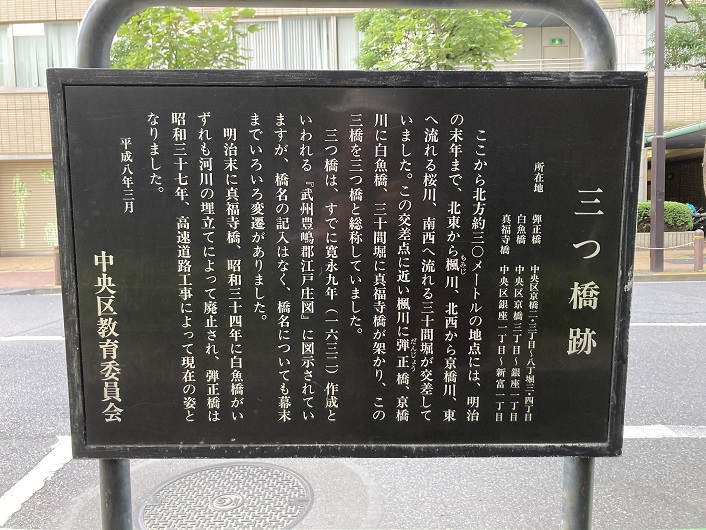 三つ橋跡
所在地 弾正橋 中央区京橋二・三丁目~八丁堀三・四丁目
白魚橋 中央区京橋三丁目~銀座一丁目
真福寺橋 中央区銀座一丁目~新富一丁目
ここから北方約三〇メートルの地点には、明治
の末年まで、北東から楓川、北西から京橋川、東
もみじ
へ流れる桜川、南西へ流れる三十間堀が交差して
いました。この交差点に近い楓川に弾正橋、京橋
だんじょう
川に白魚橋、三十間堀に真福寺橋が架かり、この
三橋を三つ橋と総称していました。
三つ橋は、すでに寛永九年(一六三二)作成と
いわれる『武州豊嶋郡江戸庄図』に図示されてい
ますが、橋名の記入はなく、橋名についても幕末
までいろいろ変遷がありました。
明治末に真福寺橋、昭和三十四年に白魚橋がい
ずれも河川の埋立てによって廃止され、弾正橋は
昭和三十七年、高速道路工事によって現在の姿と
なりました。
平成八年三月
中央区教育委員会